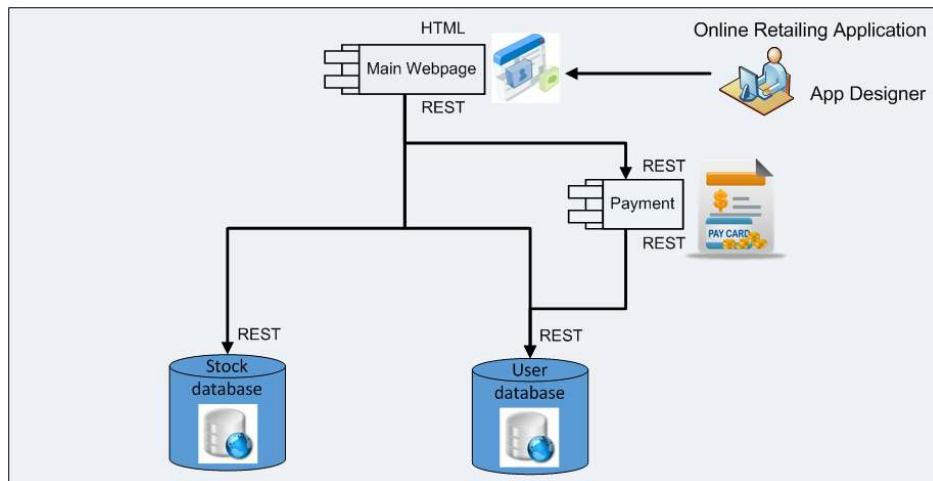 HTML
Online Retailing Application
Main Webpage
App Designer
REST
REST
Payment
PAY CARD
REST
REST
REST
Stock
database
User
database